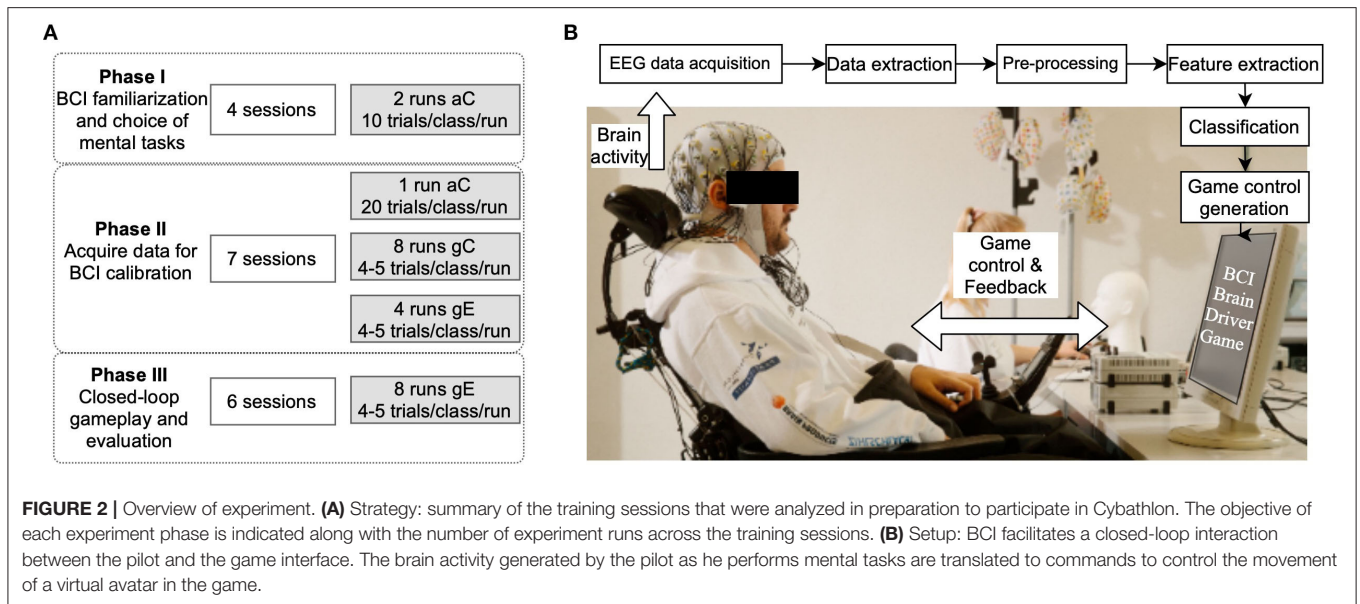 A
Phase I
BCI familiarization
and choice of
mental tasks
4 sessions
2 runs aC
10 trials/class/run
Phase II
Acquire data for
BCI calibration
7 sessions
1 run aC
20 trials/class/run
8 runs gC
4-5 trials/class/run
4 runs gE
4-5 trials/class/run
Phase III
Closed-loop
gameplay and
evaluation
6 sessions
8 runs gE
4-5 trials/class/run
B
EEG data acquisition
Data extraction
Pre-processing
Feature extraction
Classification
Game control
generation
Brain
activity
Game
control &
Feedback
BCI
Brain
Driver
Game
FIGURE 2 | Overview of experiment. (A) Strategy: summary of the training sessions that were analyzed in preparation to participate in Cybathlon. The objective of
each experiment phase is indicated along with the number of experiment runs across the training sessions. (B) Setup: BCI facilitates a closed-loop interaction
between the pilot and the game interface. The brain activity generated by the pilot as he performs mental tasks are translated to commands to control the movement
of a virtual avatar in the game.